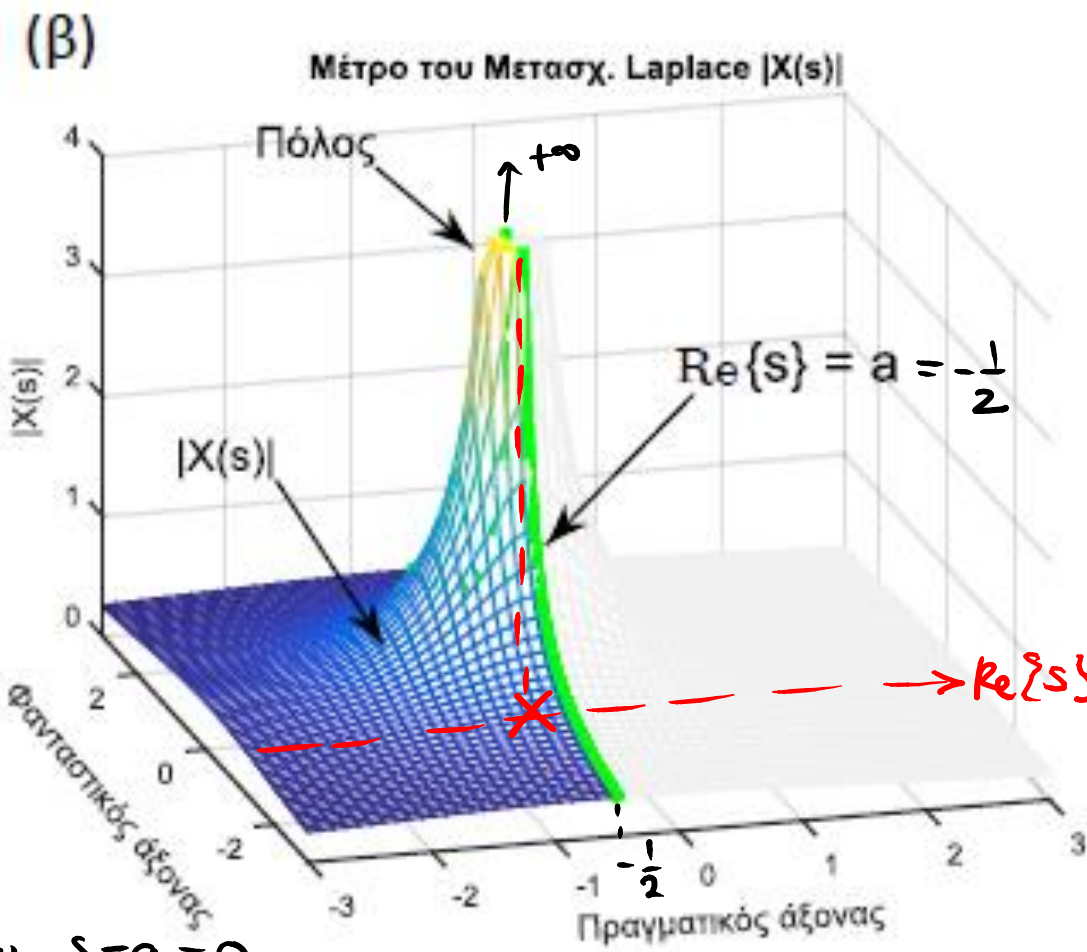 (β)
Μέτρο του Μετασχ. Laplace |X(s)|
Πόλος
+∞
4
3
2
1
0
|X(s)|
|X(s)|
Re{s} = a = -1/2
Re{s}
2
0
-2
Φανταστικός άξονας
-3
-2
-1
-1/2
0
1
2
3
Πραγματικός άξονας